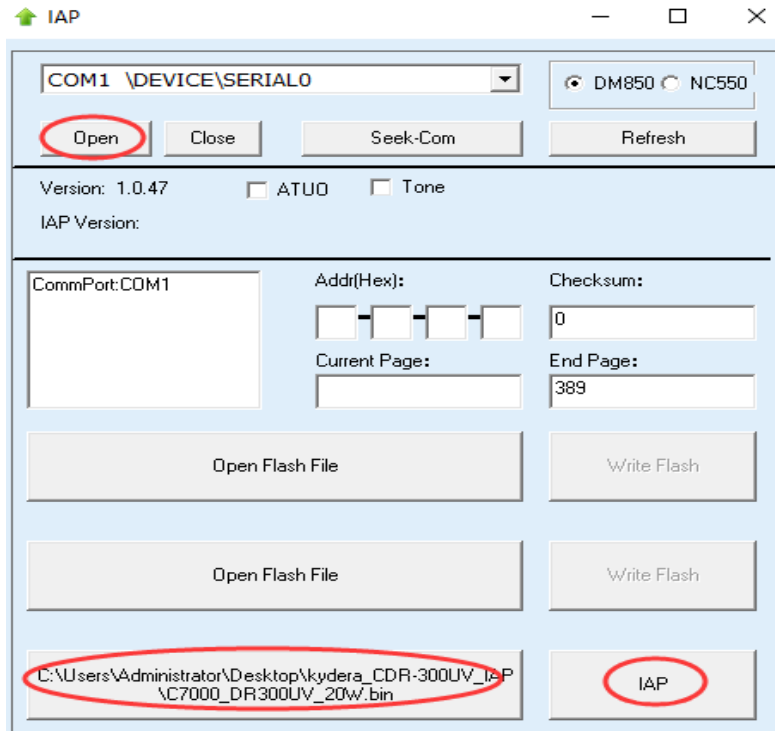 IAP
COM1 \DEVICE\SERIAL0
DM850 NC550
Open Close Seek-Com Refresh
Version: 1.0.47 ATUO Tone
IAP Version:
CommPort:COM1
Addr(Hex): Checksum:
0
Current Page: End Page:
389
Open Flash File Write Flash
Open Flash File Write Flash
C:\Users\Administrator\Desktop\kydera_CDR-300UV_IAP
\C7000_DR300UV_20W.bin
IAP